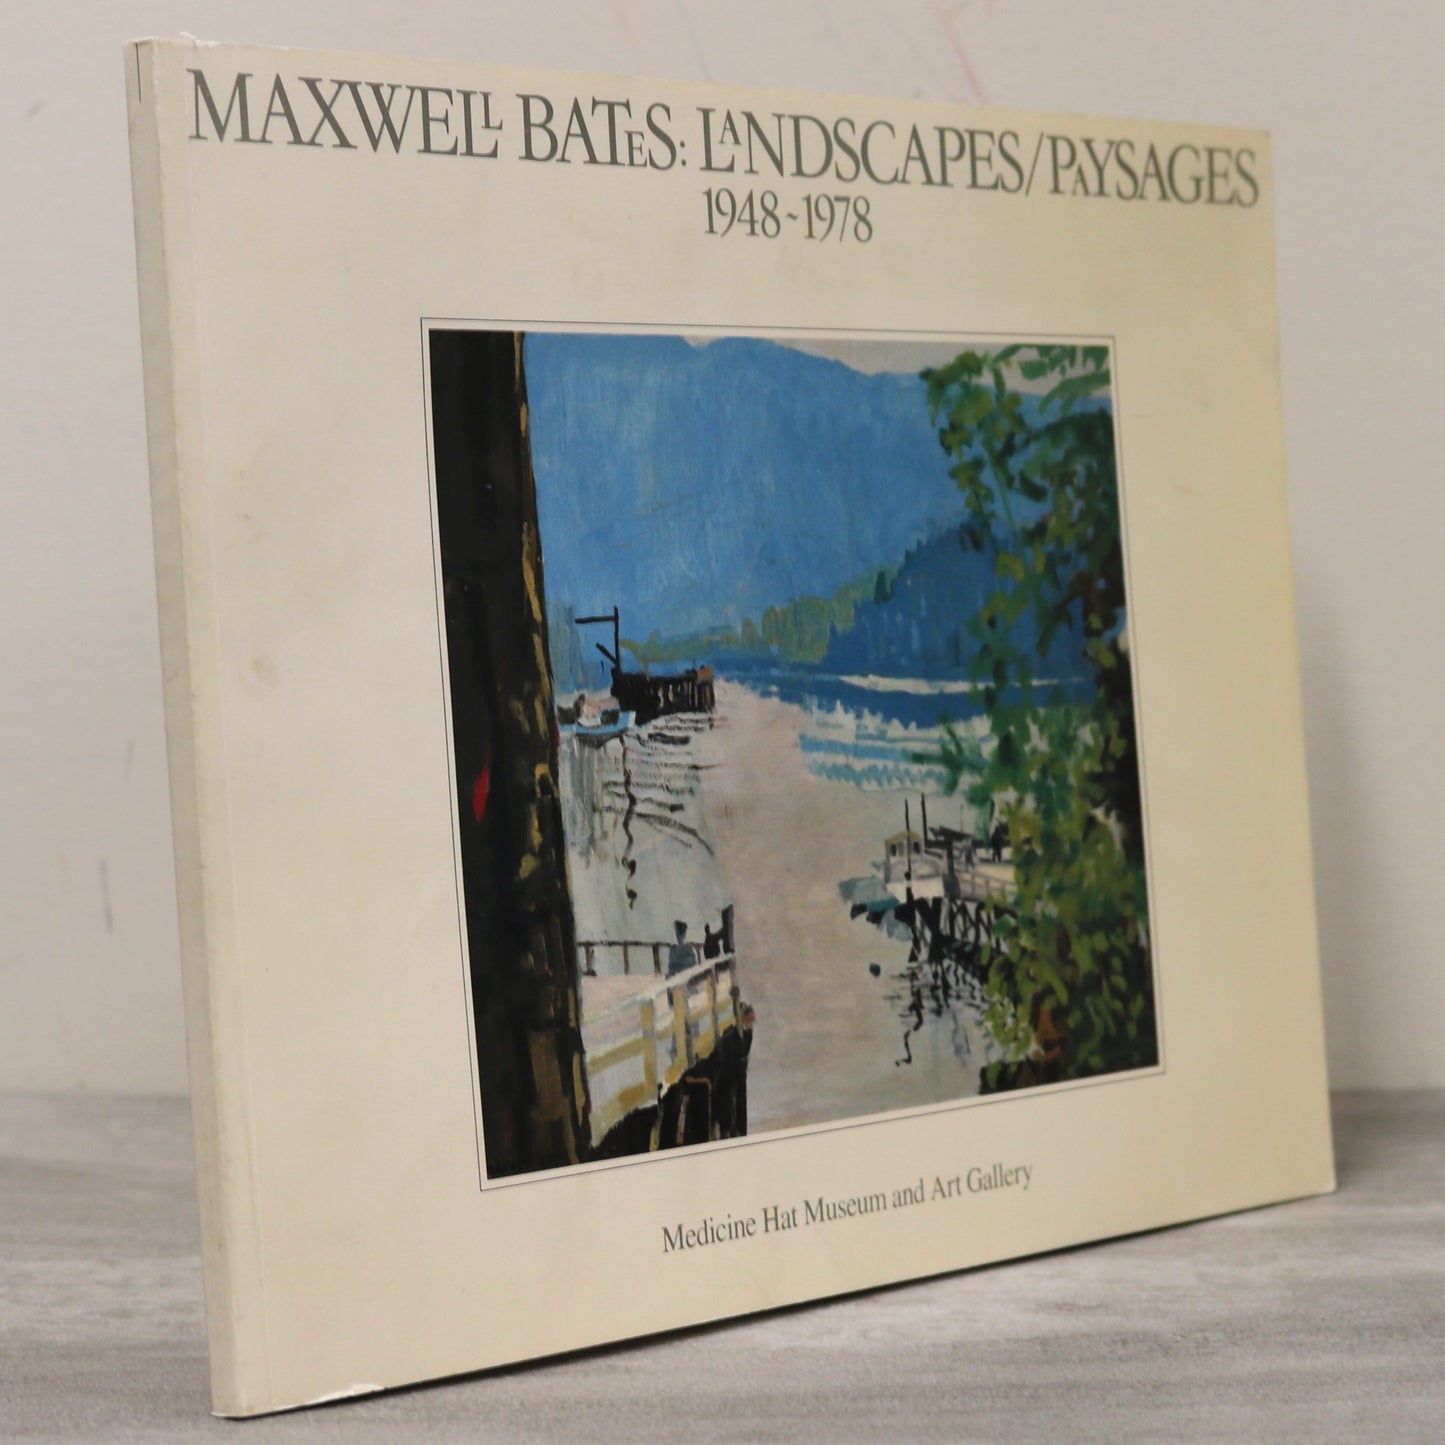 MAXWELL BATES: LANDSCAPES/PAYSAGES
1948~1978
Medicine Hat Museum and Art Gallery